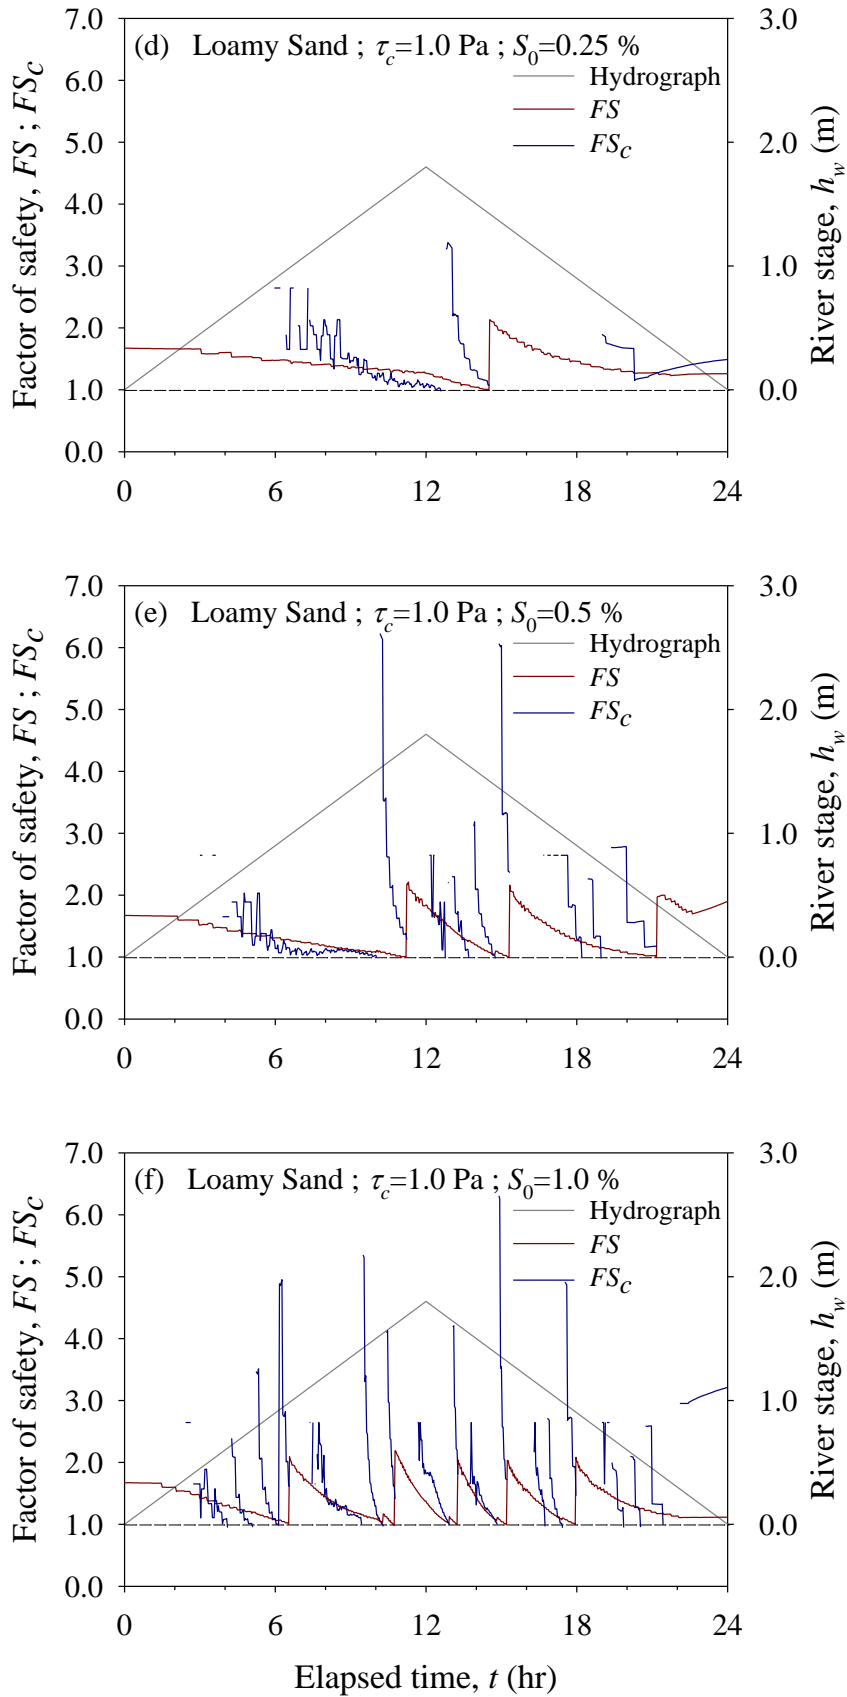 (d) Loamy Sand ; τc=1.0 Pa ; S0=0.25 %
Hydrograph
FS
FSc
Factor of safety, FS ; FSC
River stage, hw (m)
7.0
6.0
5.0
4.0
3.0
2.0
1.0
0.0
3.0
2.0
1.0
0.0
0 6 12 18 24
(e) Loamy Sand ; τc=1.0 Pa ; S0=0.5 %
Hydrograph
FS
FSc
Factor of safety, FS ; FSC
River stage, hw (m)
7.0
6.0
5.0
4.0
3.0
2.0
1.0
0.0
3.0
2.0
1.0
0.0
0 6 12 18 24
(f) Loamy Sand ; τc=1.0 Pa ; S0=1.0 %
Hydrograph
FS
FSc
Factor of safety, FS ; FSC
River stage, hw (m)
7.0
6.0
5.0
4.0
3.0
2.0
1.0
0.0
3.0
2.0
1.0
0.0
0 6 12 18 24
Elapsed time, t (hr)